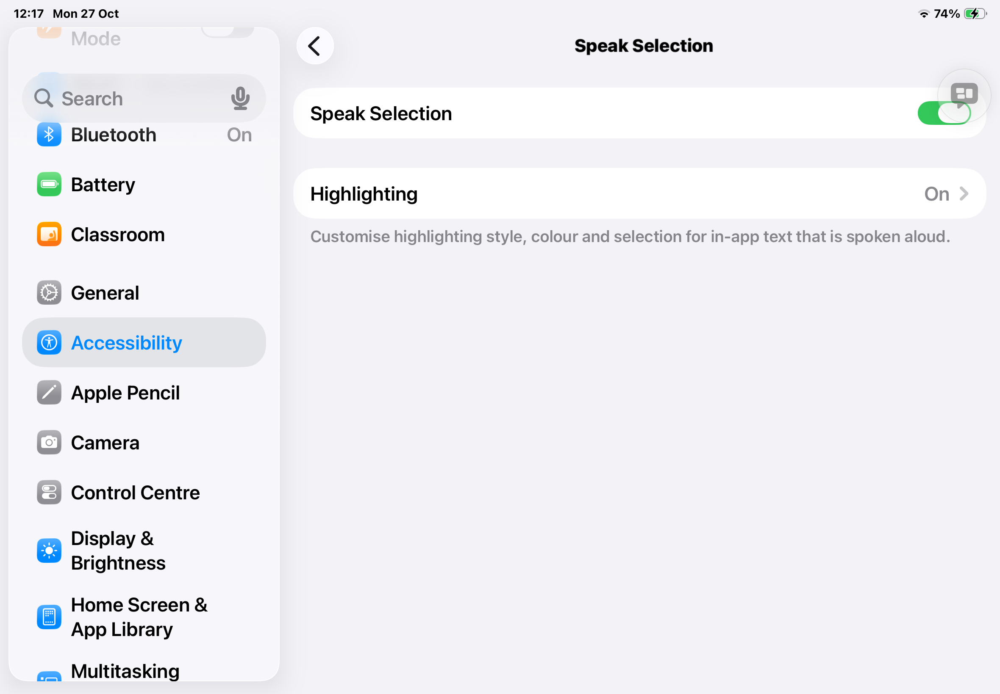 12:17 Mon 27 Oct
74%
Mode
Search
Bluetooth On
Battery
Classroom
General
Accessibility
Apple Pencil
Camera
Control Centre
Display &
Brightness
Home Screen &
App Library
Multitasking
Speak Selection
Speak Selection
Highlighting On
Customise highlighting style, colour and selection for in-app text that is spoken aloud.